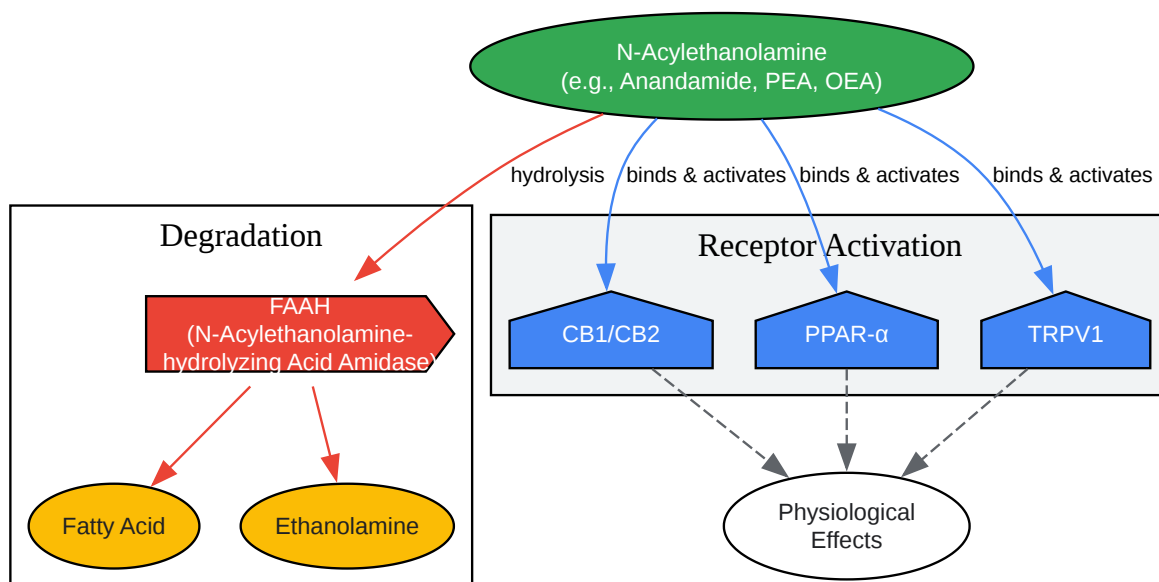 N-Acylethanolamine
(e.g., Anandamide, PEA, OEA)
hydrolysis
binds & activates
binds & activates
binds & activates
Degradation
Receptor Activation
FAAH
(N-Acylethanolamine-
hydrolyzing Acid Amidase)
CB1/CB2
PPAR-α
TRPV1
Fatty Acid
Ethanolamine
Physiological
Effects